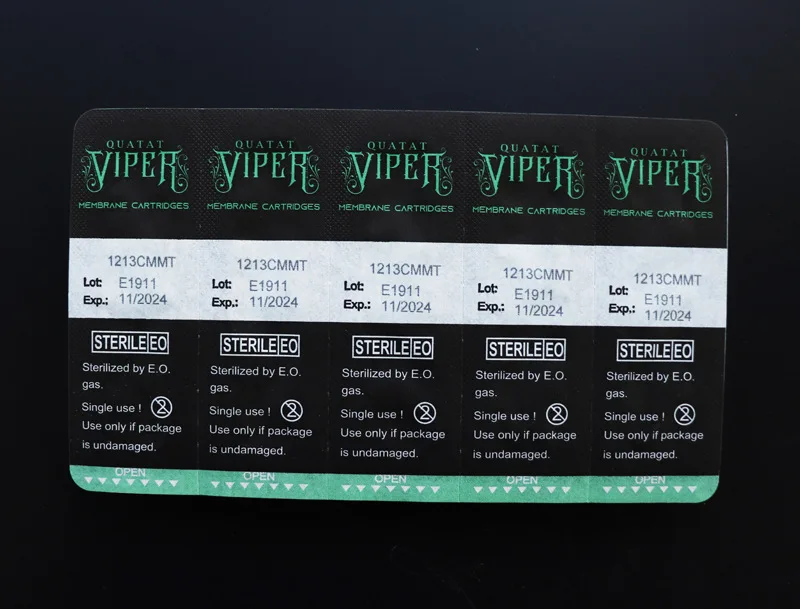 QUATAT
VIPER
MEMBRANE CARTRIDGES
1213CMMT
Lot: E1911
Exp.: 11/2024
STERILE EO
Sterilized by E.O.
gas.
Single use ! 2
Use only if package
is undamaged.
OPEN
QUATAT
VIPER
MEMBRANE CARTRIDGES
1213CMMT
Lot: E1911
Exp.: 11/2024
STERILE EO
Sterilized by E.O.
gas.
Single use ! 2
Use only if package
is undamaged.
OPEN
QUATAT
VIPER
MEMBRANE CARTRIDGES
1213CMMT
Lot: E1911
Exp.: 11/2024
STERILE EO
Sterilized by E.O.
gas.
Single use ! 2
Use only if package
is undamaged.
OPEN
QUATAT
VIPER
MEMBRANE CARTRIDGES
1213CMMT
Lot: E1911
Exp.: 11/2024
STERILE EO
Sterilized by E.O.
gas.
Single use ! 2
Use only if package
is undamaged.
OPEN
QUATAT
VIPER
MEMBRANE CARTRIDGES
1213CMMT
Lot: E1911
Exp.: 11/2024
STERILE EO
Sterilized by E.O.
gas.
Single use ! 2
Use only if package
is undamaged.
OPEN